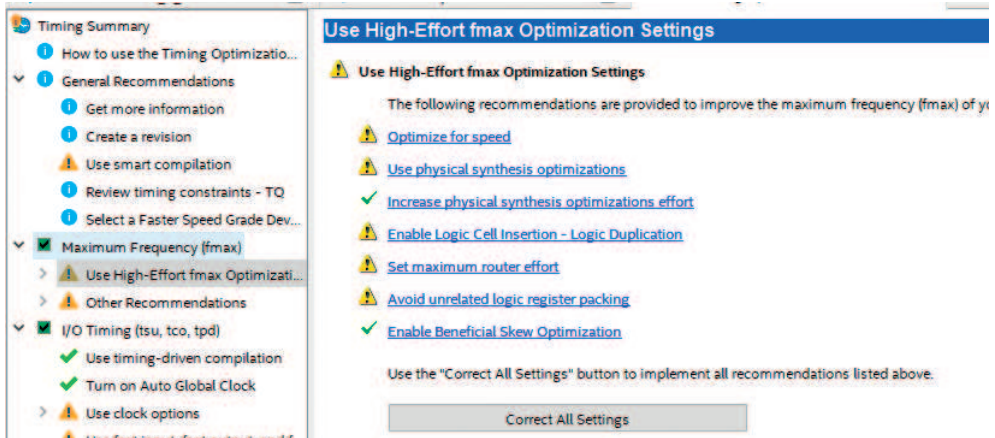 Timing Summary
How to use the Timing Optimizatio...
General Recommendations
Get more information
Create a revision
Use smart compilation
Review timing constraints - TQ
Select a Faster Speed Grade Dev...
Maximum Frequency (fmax)
Use High-Effort fmax Optimizati...
Other Recommendations
I/O Timing (tsu, tco, tpd)
Use timing-driven compilation
Turn on Auto Global Clock
Use clock options
Use High-Effort fmax Optimization Settings
Use High-Effort fmax Optimization Settings
The following recommendations are provided to improve the maximum frequency (fmax) of yo
Optimize for speed
Use physical synthesis optimizations
Increase physical synthesis optimizations effort
Enable Logic Cell Insertion - Logic Duplication
Set maximum router effort
Avoid unrelated logic register packing
Enable Beneficial Skew Optimization
Use the "Correct All Settings" button to implement all recommendations listed above.
Correct All Settings